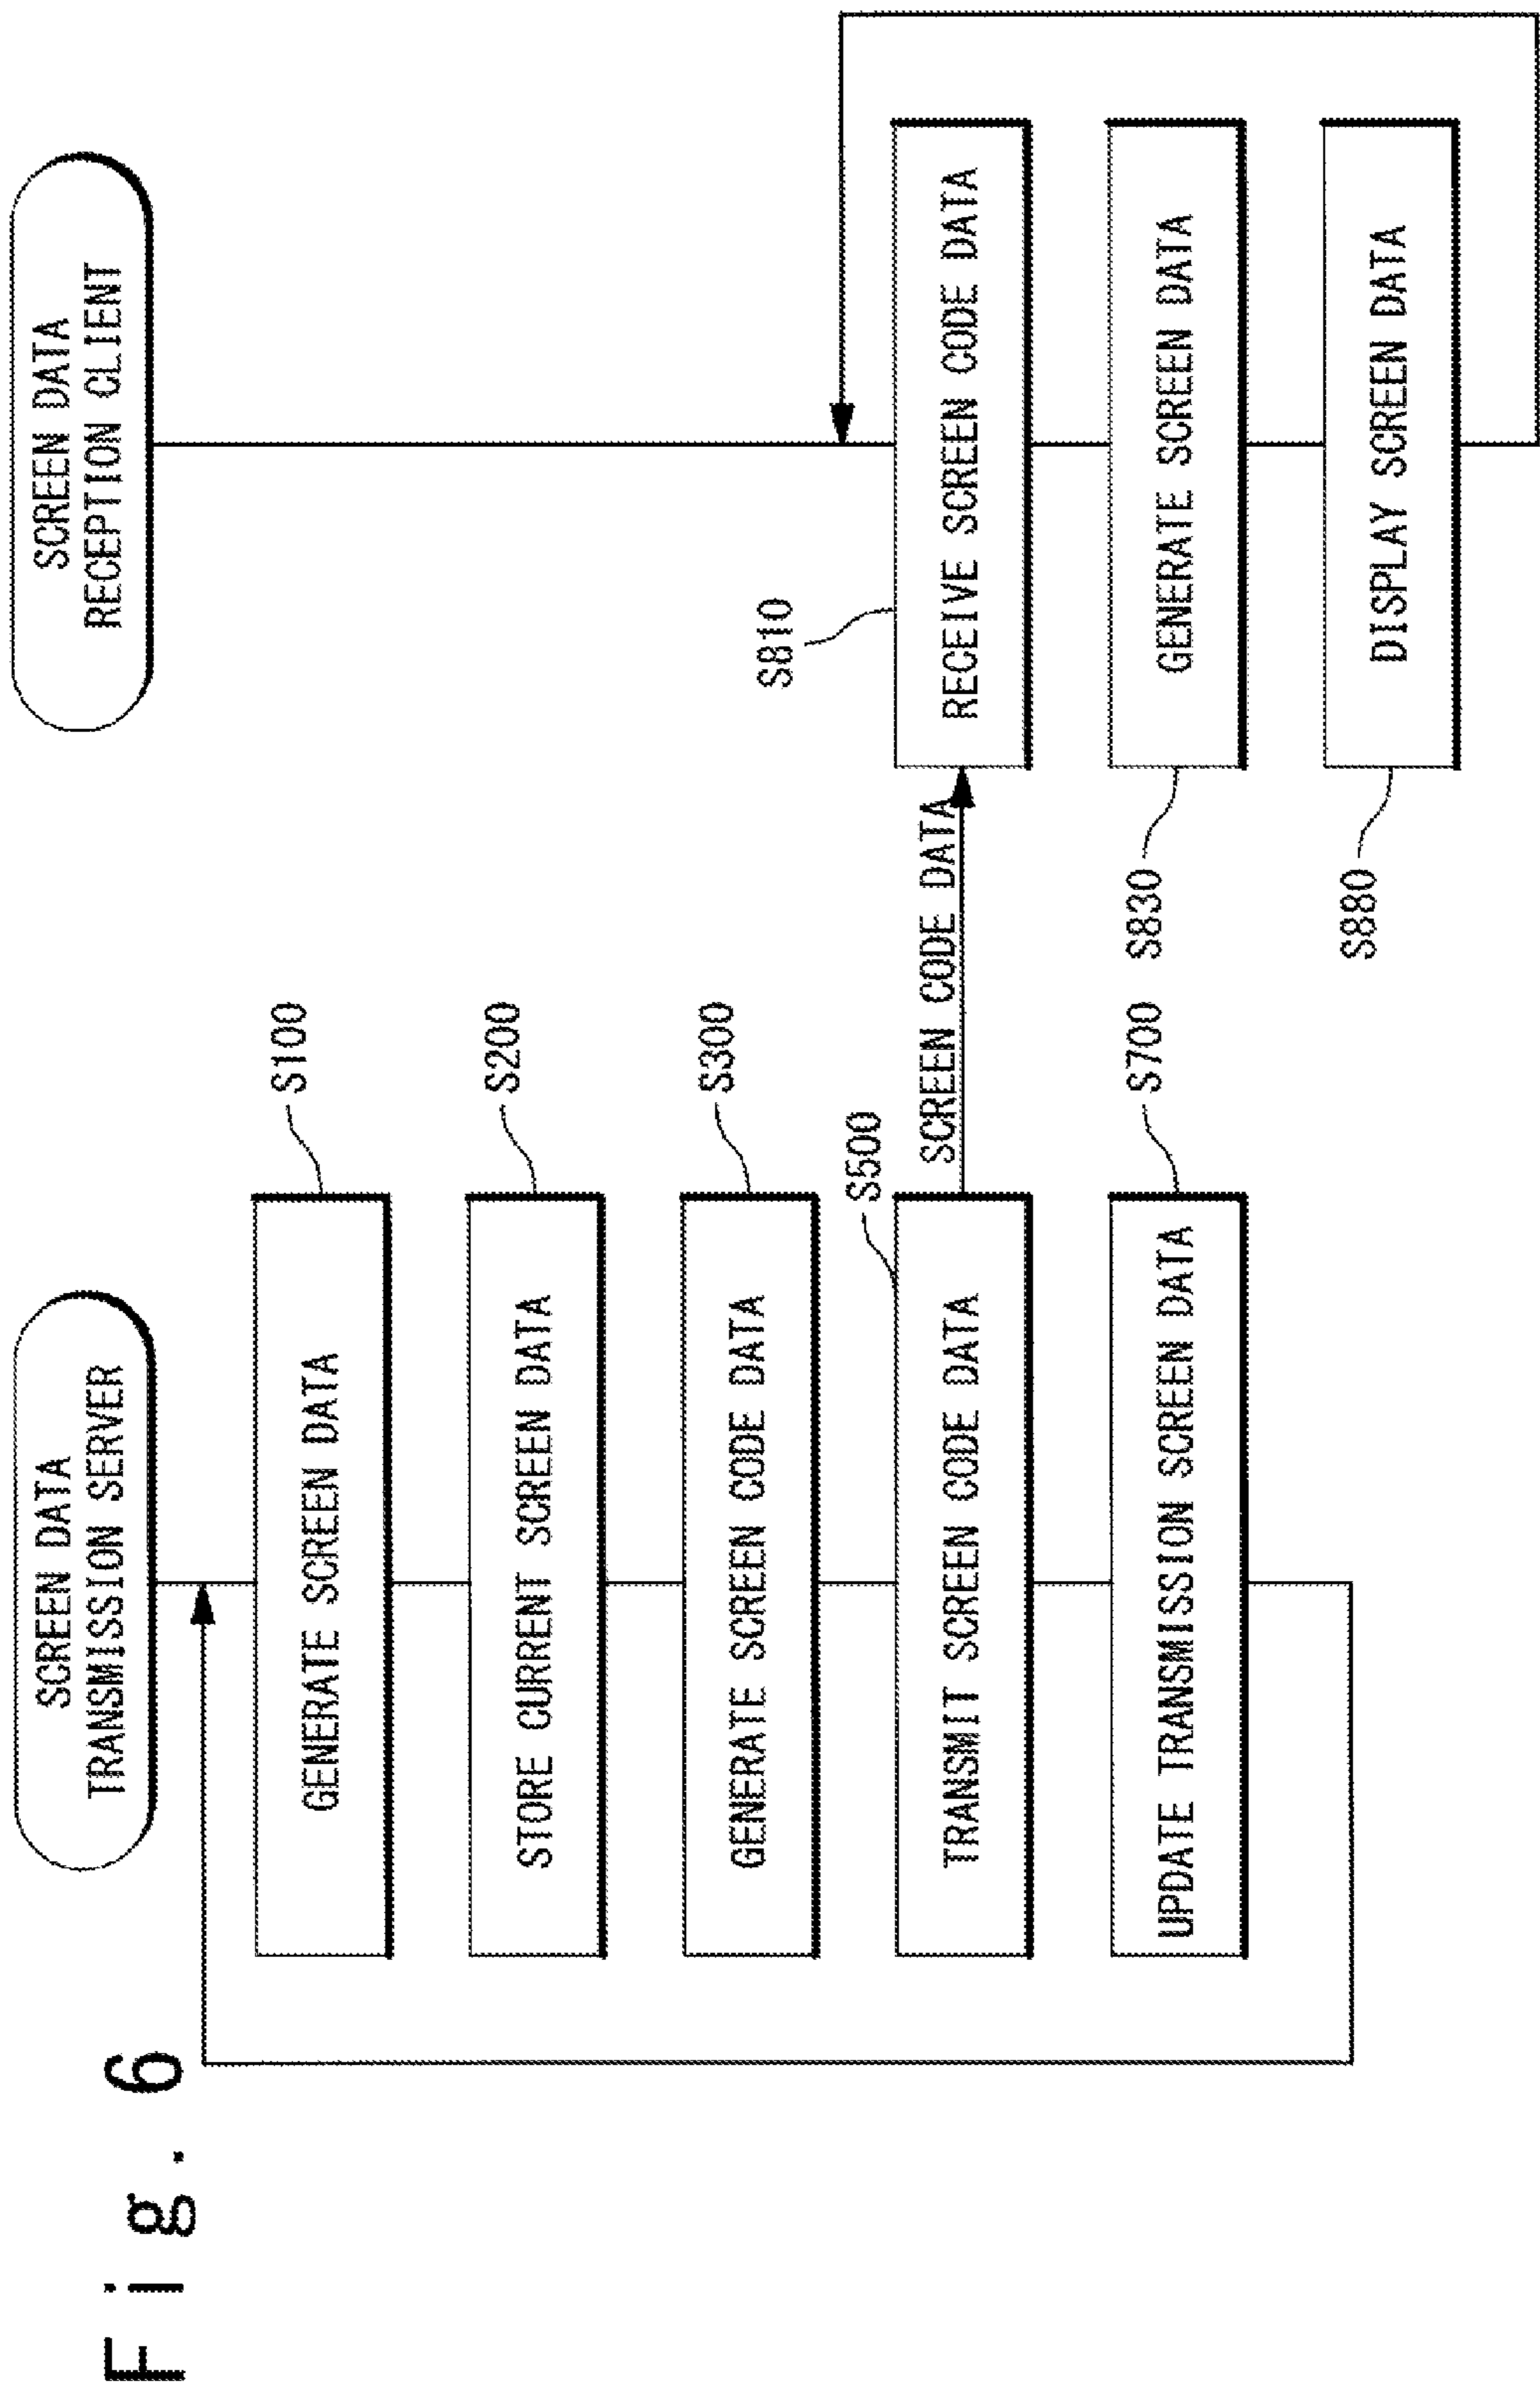 Fig. 6
SCREEN DATA
TRANSMISSION SERVER
GENERATE SCREEN DATA
S100
STORE CURRENT SCREEN DATA
S200
GENERATE SCREEN CODE DATA
S300
TRANSMIT SCREEN CODE DATA
S500
SCREEN CODE DATA
UPDATE TRANSMISSION SCREEN DATA
S700
SCREEN DATA
RECEPTION CLIENT
S810
RECEIVE SCREEN CODE DATA
S830
GENERATE SCREEN DATA
S880
DISPLAY SCREEN DATA